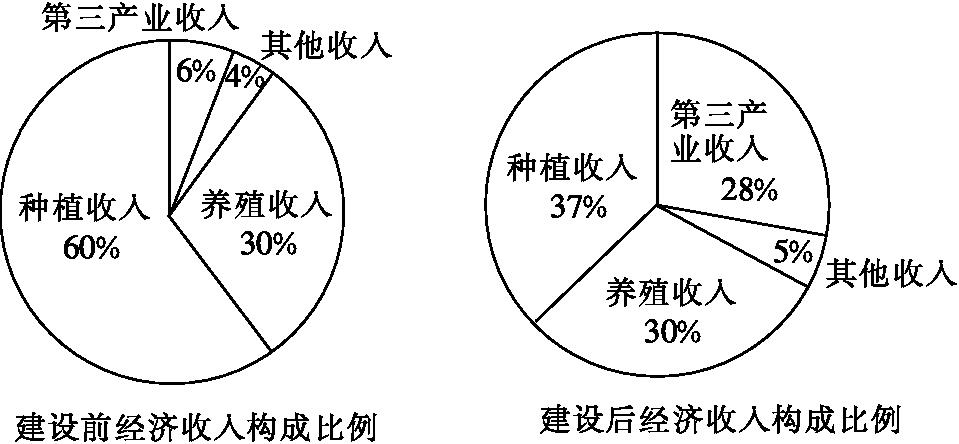 第三产业收入
6%
4%
其他收入
种植收入
60%
养殖收入
30%
建设前经济收入构成比例
种植收入
37%
第三产
业收入
28%
5%
其他收入
养殖收入
30%
建设后经济收入构成比例